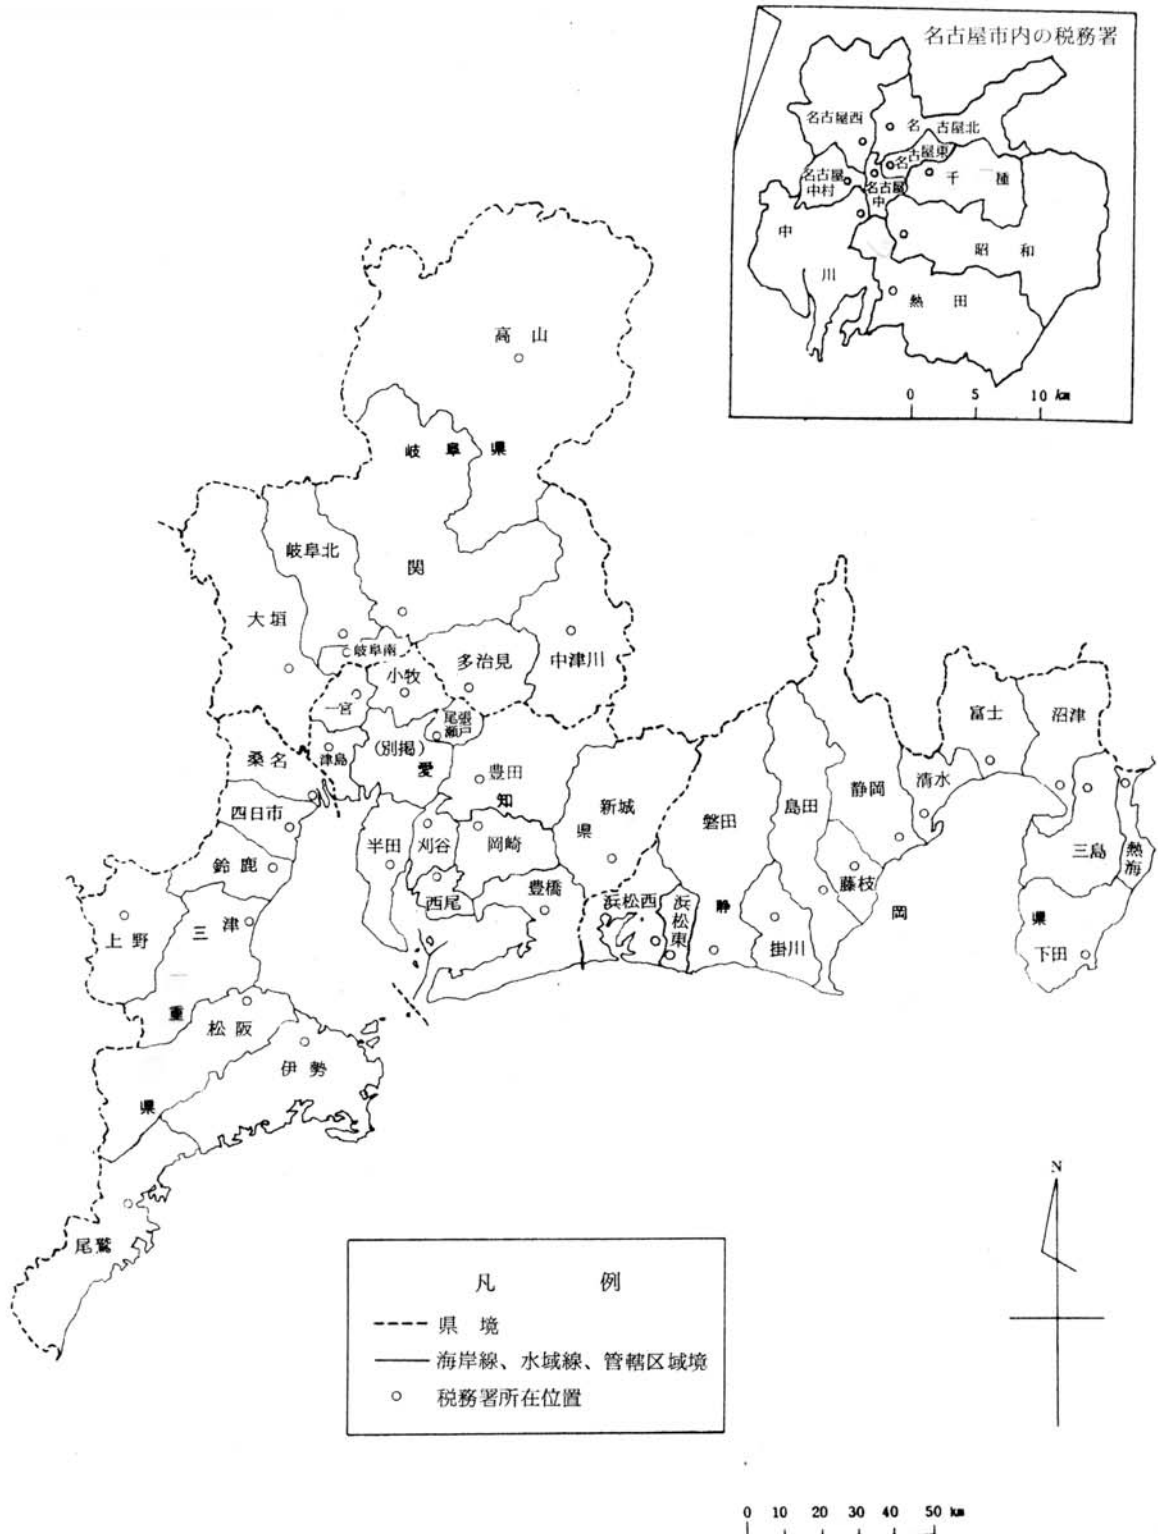 名古屋市内の税務署
名古屋西
名古屋北
名古屋東
名古屋
中村
名古屋
中
千種
中川
昭和
熱田
0 5 10 km
高山
岐阜県
岐阜北
関
大垣
岐阜南
多治見
中津川
小牧
一宮
尾張
瀬戸
富士
沼津
桑名
津島
(別掲)
愛知県
豊田
新城
磐田
島田
静岡
清水
四日市
半田
刈谷
岡崎
三島
熱海
鈴鹿
西尾
豊橋
浜松西
浜松東
藤枝
静岡県
上野
津
掛川
下田
三重県
松阪
伊勢
尾鷲
N
凡例
県境
海岸線、水域線、管轄区域境
税務署所在位置
0 10 20 30 40 50 km